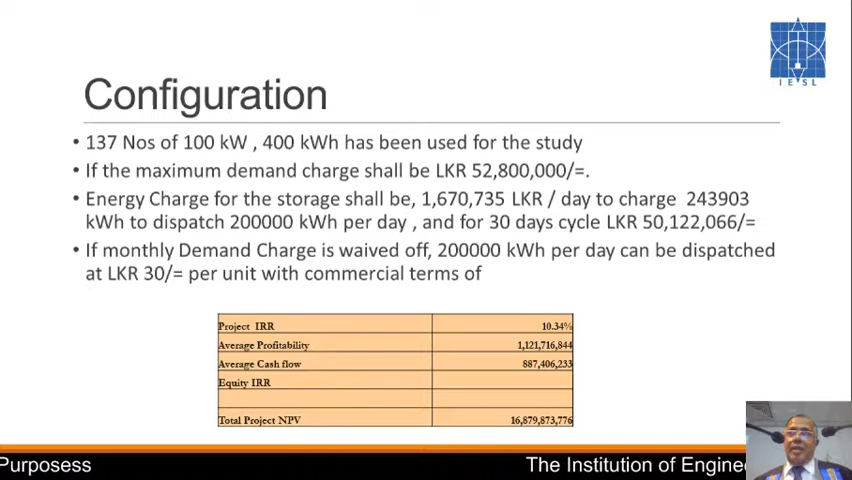 IESL
Configuration
• 137 Nos of 100 kW , 400 kWh has been used for the study
• If the maximum demand charge shall be LKR 52,800,000/=.
• Energy Charge for the storage shall be, 1,670,735 LKR / day to charge 243903
kWh to dispatch 200000 kWh per day , and for 30 days cycle LKR 50,122,066/=
• If monthly Demand Charge is waived off, 200000 kWh per day can be dispatched
at LKR 30/= per unit with commercial terms of
Project IRR 10.34%
Average Profitability 1,121,716,844
Average Cash flow 887,406,233
Equity IRR
Total Project NPV 16,879,873,776
Purposess The Institution of Enginee